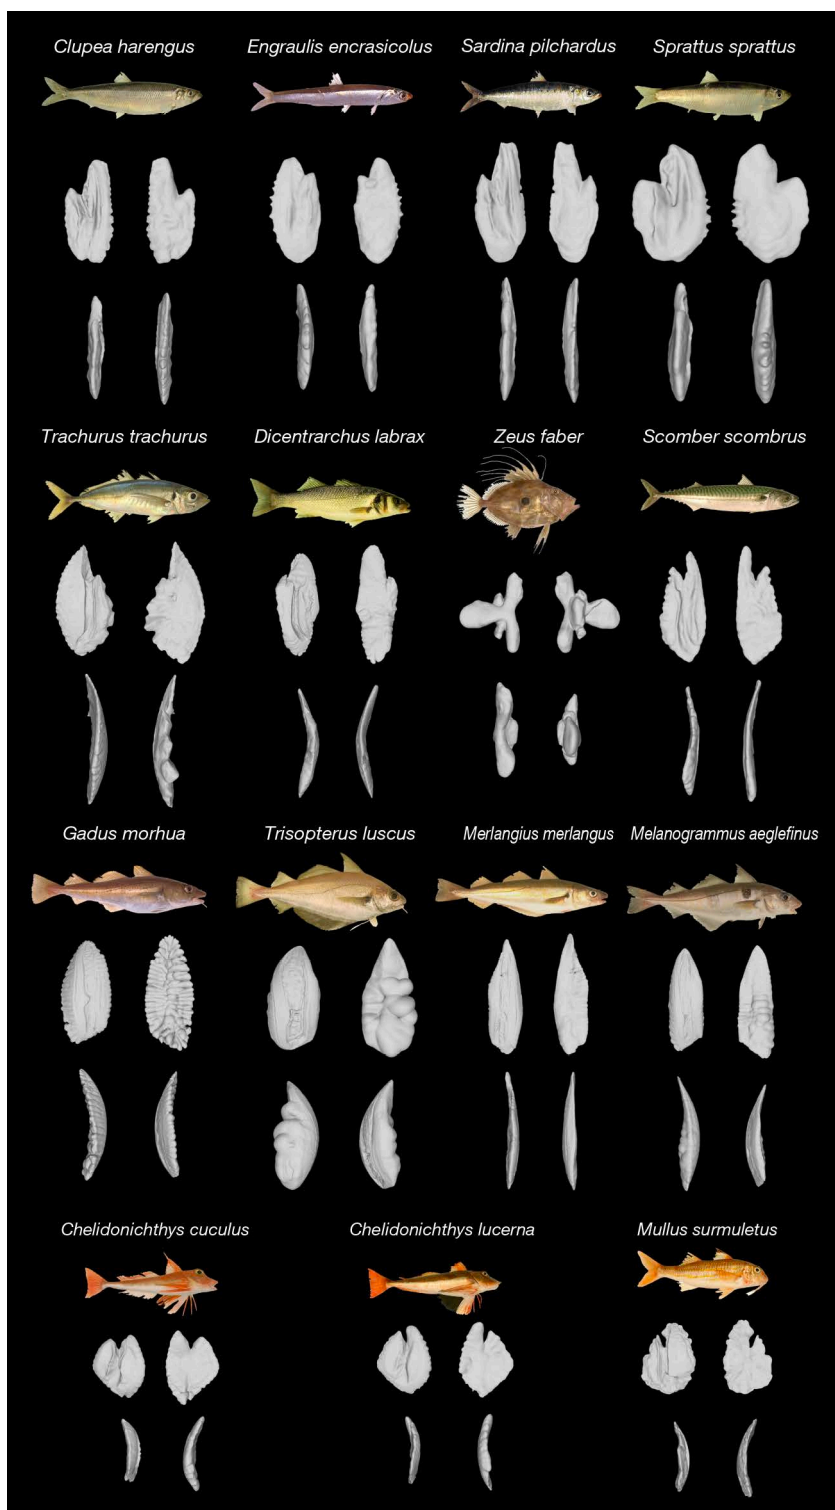 Clupea harengus
Engraulis encrasicolus
Sardina pilchardus
Sprattus sprattus
Trachurus trachurus
Dicentrarchus labrax
Zeus faber
Scomber scombrus
Gadus morhua
Trisopterus luscus
Merlangius merlangus
Melanogrammus aeglefinus
Chelidonichthys cuculus
Chelidonichthys lucerna
Mullus surmuletus